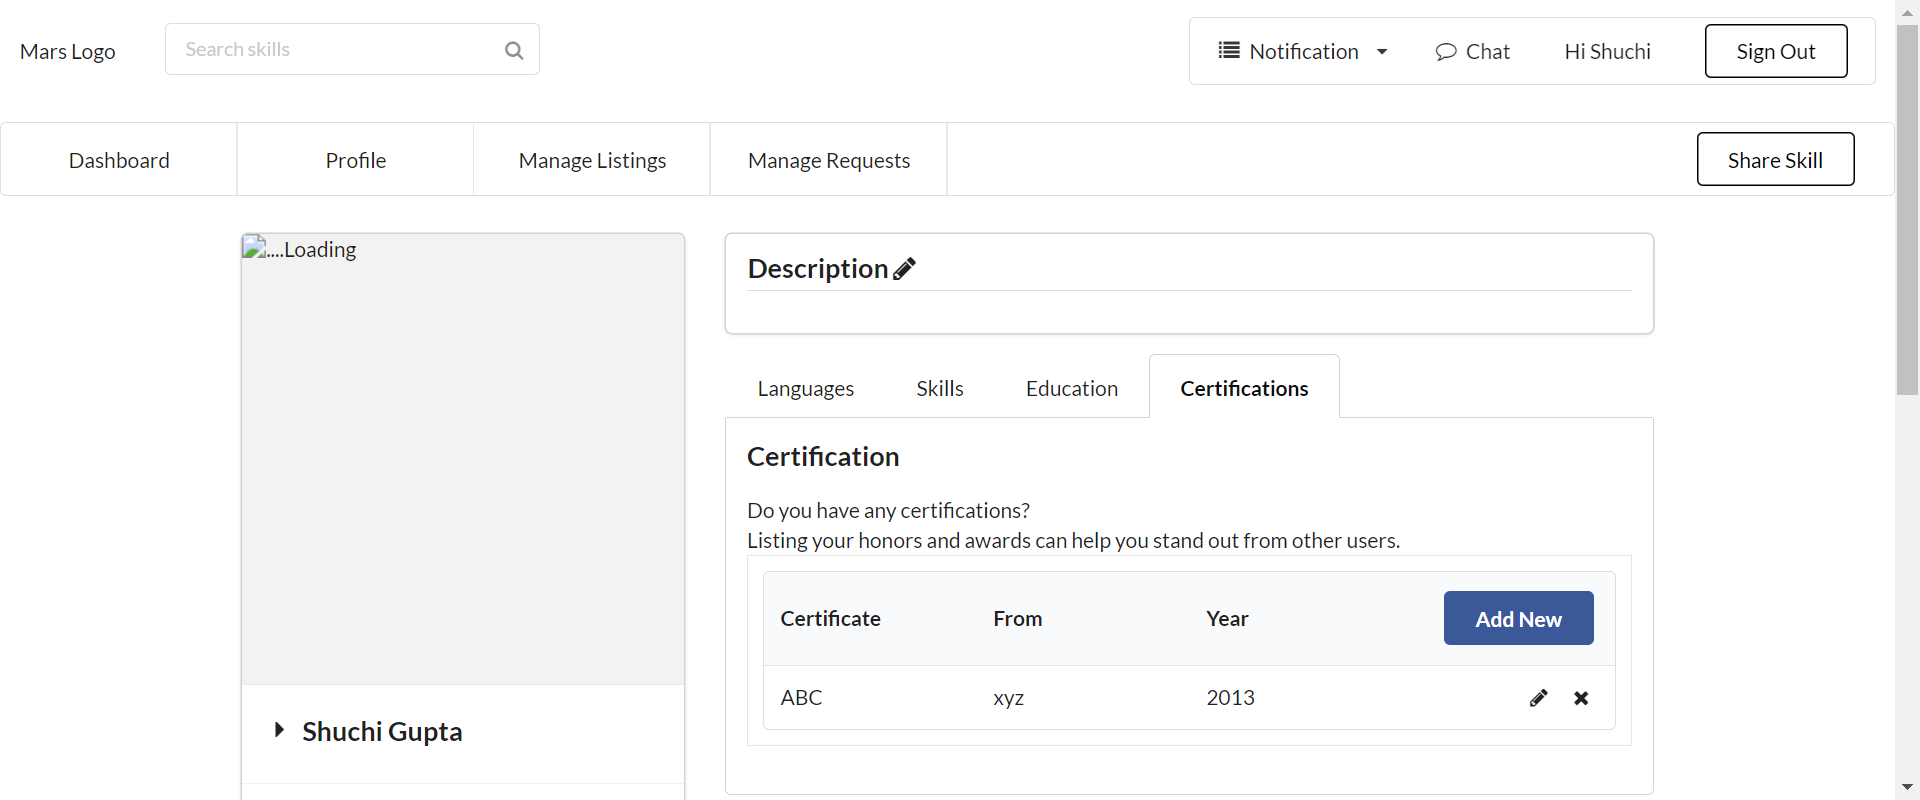 Mars Logo
Search skills
Notification
Chat
Hi Shuchi
Sign Out
Dashboard
Profile
Manage Listings
Manage Requests
Share Skill
....Loading
Shuchi Gupta
Description
Languages
Skills
Education
Certifications
Certification
Do you have any certifications?
Listing your honors and awards can help you stand out from other users.
Certificate From Year Add New
ABC xyz 2013